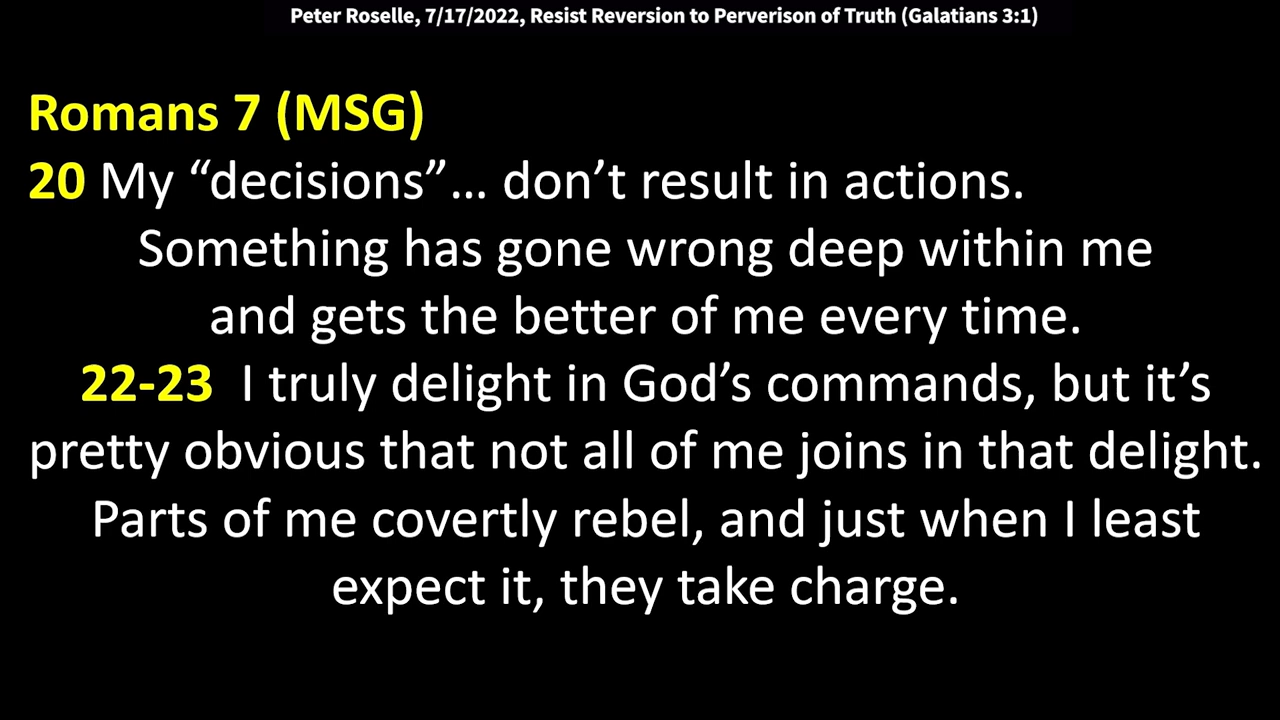 Peter Roselle, 7/17/2022, Resist Reversion to Perverison of Truth (Galatians 3:1)
Romans 7 (MSG)
20 My “decisions”… don’t result in actions.
Something has gone wrong deep within me
and gets the better of me every time.
22-23 I truly delight in God’s commands, but it’s
pretty obvious that not all of me joins in that delight.
Parts of me covertly rebel, and just when I least
expect it, they take charge.